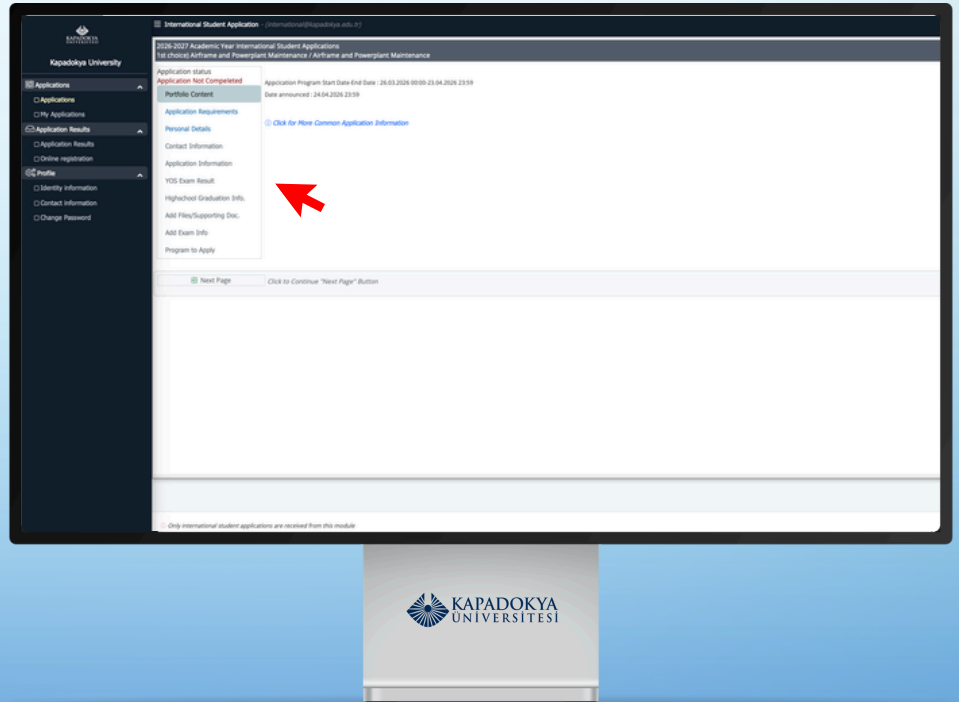 KAPADOKYA
ÜNİVERSİTESİ
Kapadokya University
Applications
Applications
My Applications
Application Results
Application Results
Online registration
Profile
Identity Information
Contact Information
Change Password
International Student Application - (international@kapadokya.edu.tr)
2026-2027 Academic Year International Student Applications
1st choice) Airframe and Powerplant Maintenance / Airframe and Powerplant Maintenance
Application status
Application Not Compeleted
Portfolio Content
Application Requirements
Personal Details
Contact Information
Application Information
YOS Exam Result
Highschool Graduation Info.
Add Files/Supporting Doc.
Add Exam Info
Program to Apply
Appcication Program Start Date-End Date : 26.03.2026 00:00-23.04.2026 23:59
Date announced : 24.04.2026 23:59
Click for More Common Application Information
Next Page
Click to Continue "Next Page" Button
Only international student applications are received from this module
KAPADOKYA
ÜNİVERSİTESİ